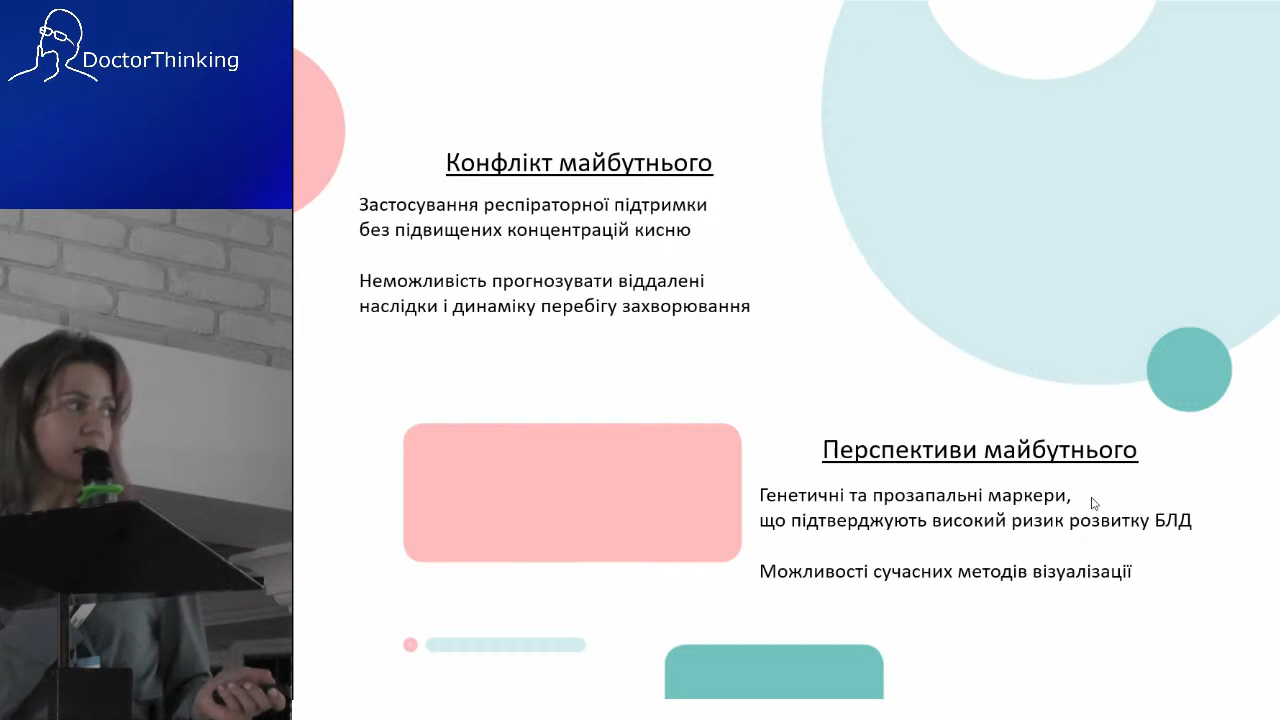 DoctorThinking
Конфлікт майбутнього
Застосування респіраторної підтримки
без підвищених концентрацій кисню
Неможливість прогнозувати віддалені
наслідки і динаміку перебігу захворювання
Перспективи майбутнього
Генетичні та прозапальні маркери,
що підтверджують високий ризик розвитку БЛД
Можливості сучасних методів візуалізації